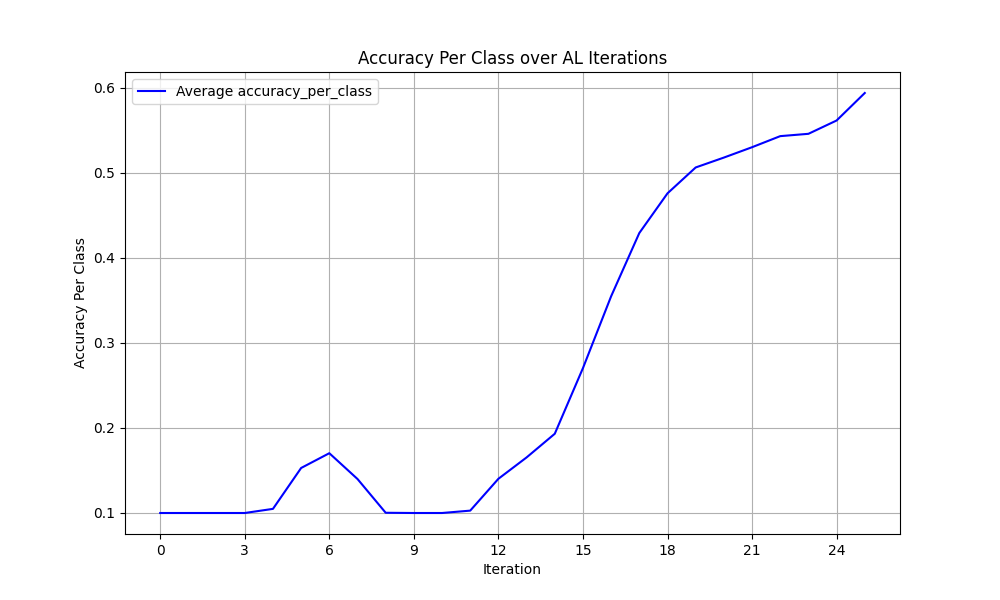 Accuracy Per Class over AL Iterations
Average accuracy_per_class
Accuracy Per Class
0.6
0.5
0.4
0.3
0.2
0.1
0 3 6 9 12 15 18 21 24
Iteration